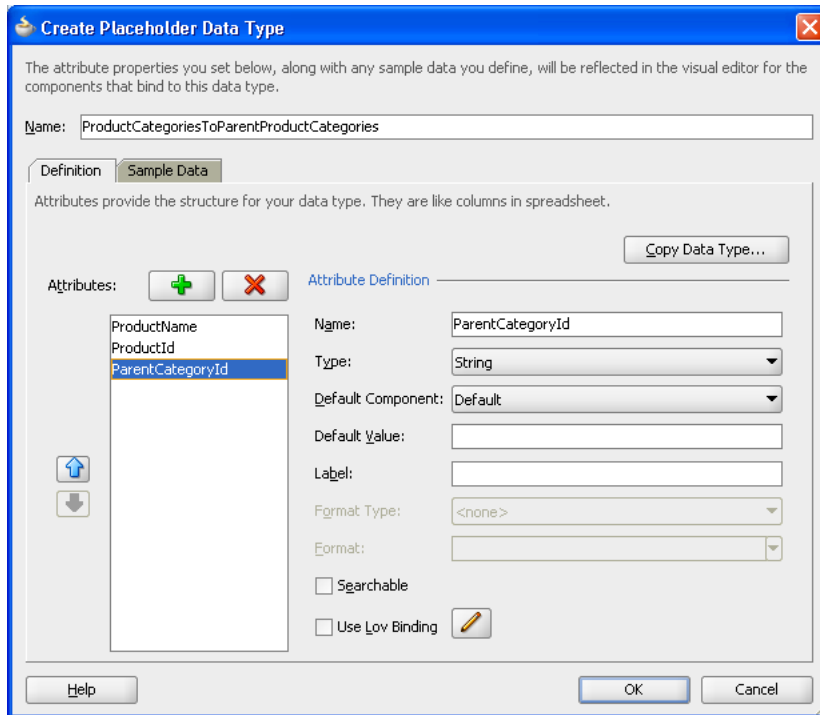 Create Placeholder Data Type
The attribute properties you set below, along with any sample data you define, will be reflected in the visual editor for the
components that bind to this data type.
Name: ProductCategoriesToParentProductCategories
Definition Sample Data
Attributes provide the structure for your data type. They are like columns in spreadsheet.
Copy Data Type...
Attributes: Attribute Definition
ProductName
ProductId
ParentCategoryId
Name: ParentCategoryId
Type: String
Default Component: Default
Default Value:
Label:
Format Type: <none>
Format:
Searchable
Use Lov Binding
Help OK Cancel